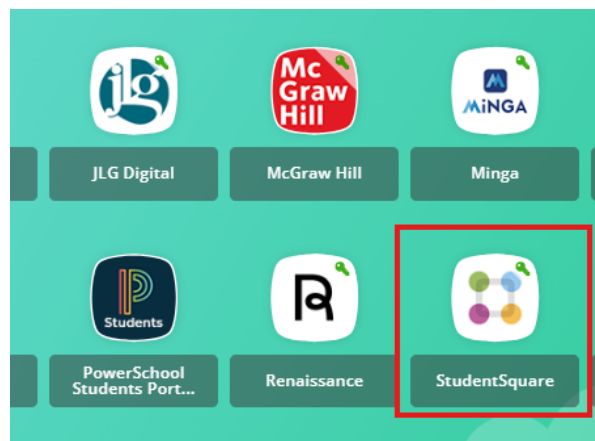 jlg
Mc
Graw
Hill
MiNGA
JLG Digital
McGraw Hill
Minga
Students
PowerSchool
Students Port...
Renaissance
StudentSquare